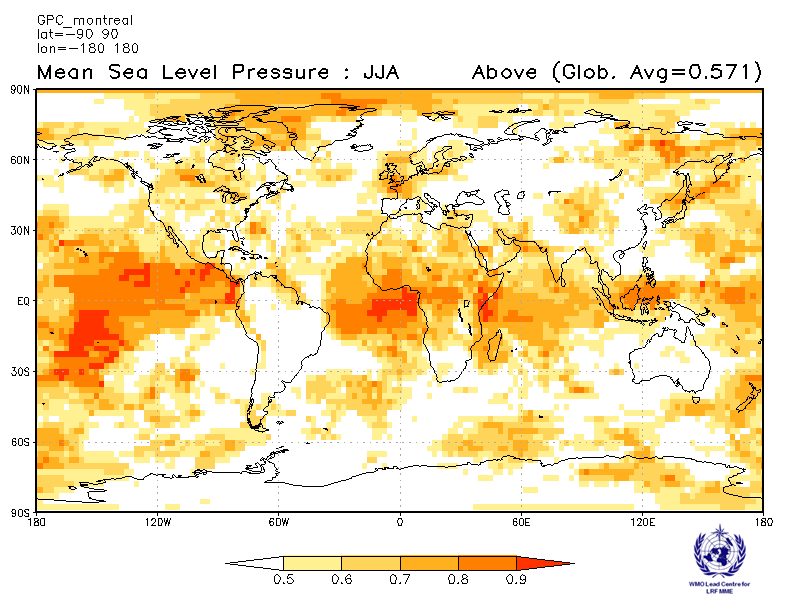 GPC_montreal
lat=-90 90
lon=-180 180
Mean Sea Level Pressure : JJA Above (Glob. Avg=0.571)
90N
60N
30N
EQ
30S
60S
90S
180 120W 60W 0 60E 120E 180
0.5 0.6 0.7 0.8 0.9
WMO Lead Centre for
LRF MME